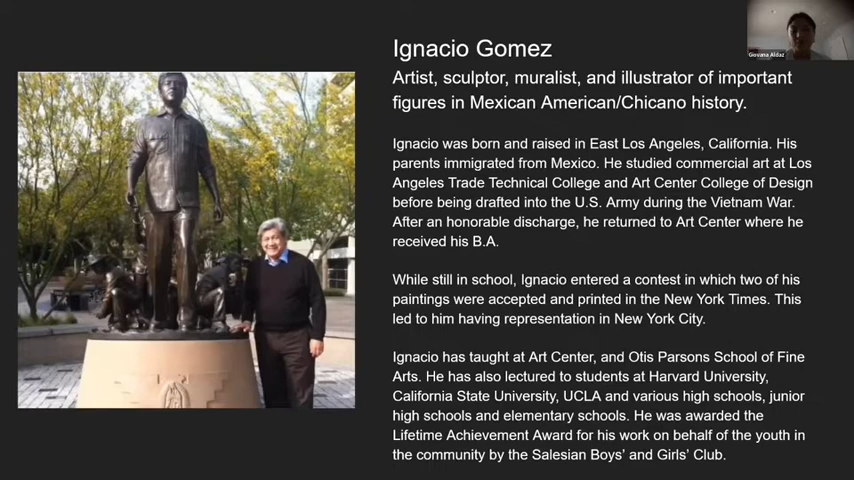 Ignacio Gomez
Artist, sculptor, muralist, and illustrator of important
figures in Mexican American/Chicano history.
Ignacio was born and raised in East Los Angeles, California. His
parents immigrated from Mexico. He studied commercial art at Los
Angeles Trade Technical College and Art Center College of Design
before being drafted into the U.S. Army during the Vietnam War.
After an honorable discharge, he returned to Art Center where he
received his B.A.
While still in school, Ignacio entered a contest in which two of his
paintings were accepted and printed in the New York Times. This
led to him having representation in New York City.
Ignacio has taught at Art Center, and Otis Parsons School of Fine
Arts. He has also lectured to students at Harvard University,
California State University, UCLA and various high schools, junior
high schools and elementary schools. He was awarded the
Lifetime Achievement Award for his work on behalf of the youth in
the community by the Salesian Boys' and Girls' Club.
Giovana Aldaz